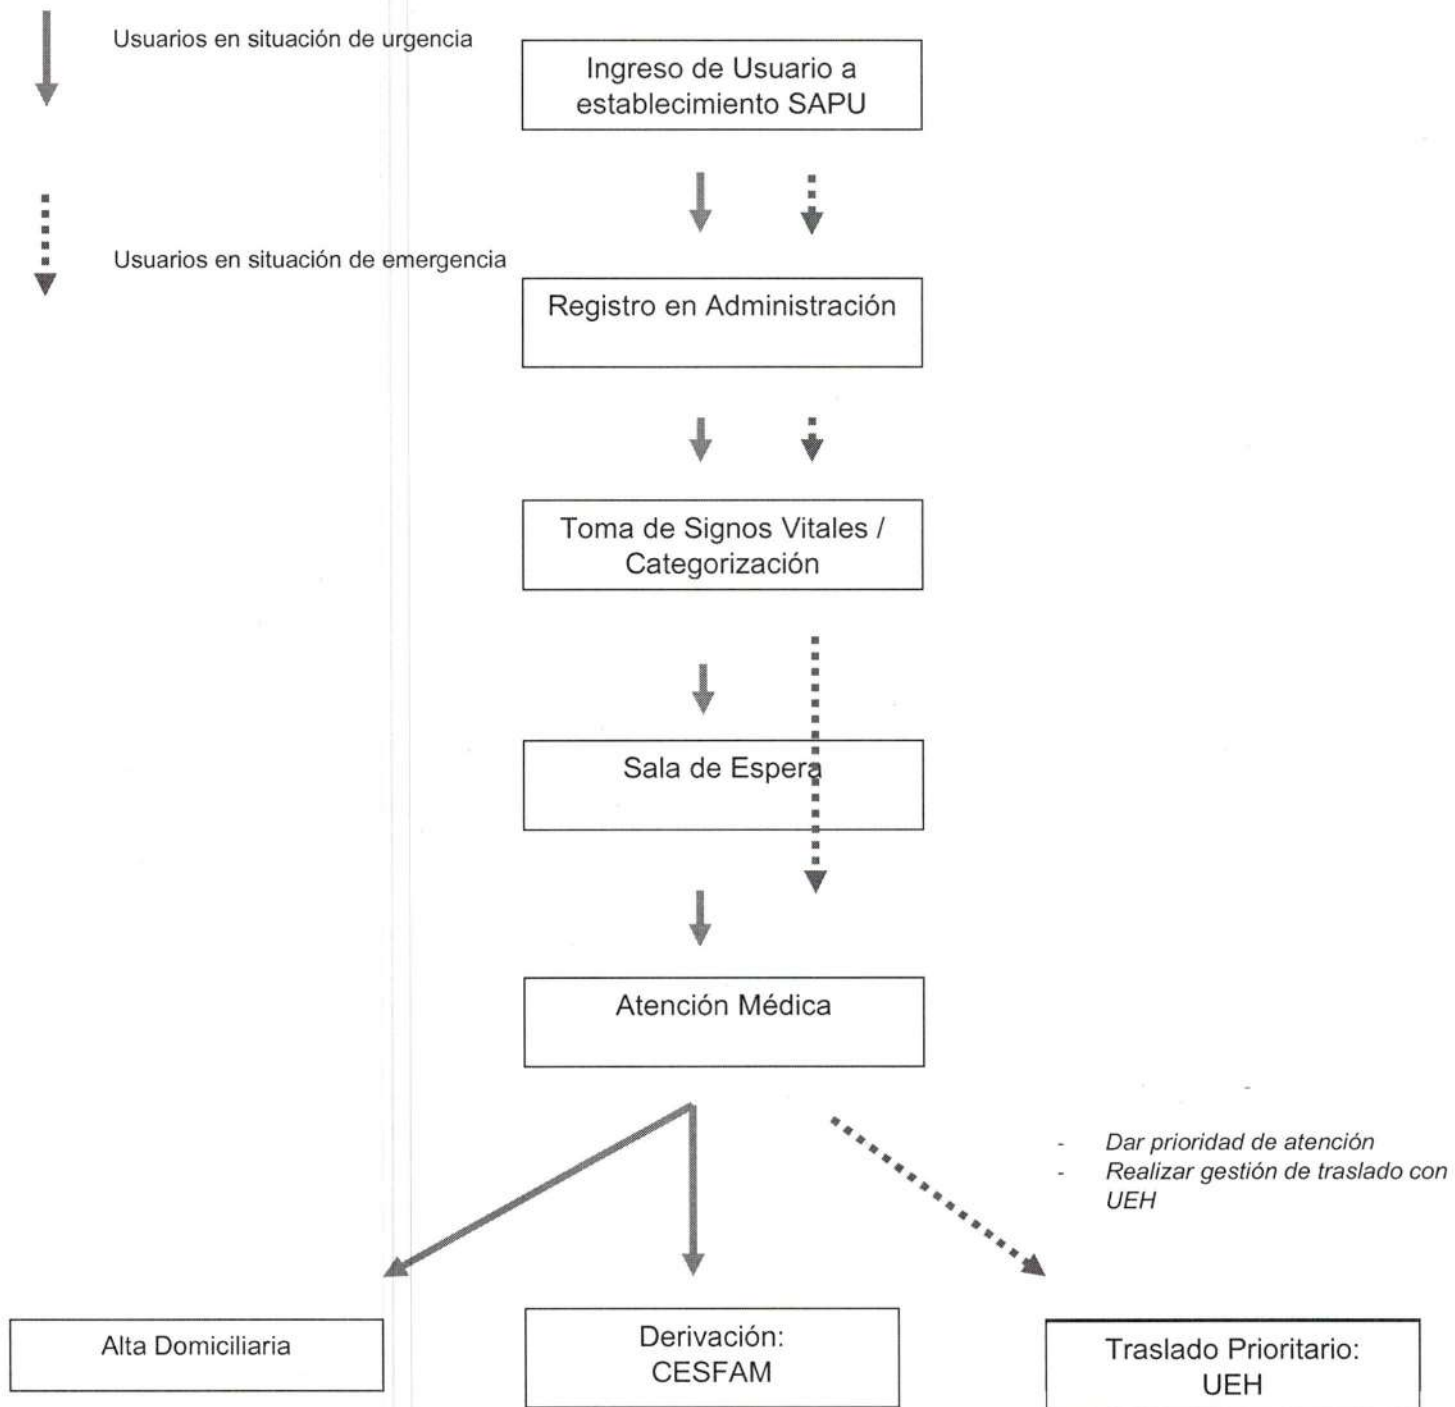 Usuarios en situación de urgencia
Ingreso de Usuario a
establecimiento SAPU
Usuarios en situación de emergencia
Registro en Administración
Toma de Signos Vitales /
Categorización
Sala de Espera
Atención Médica
- Dar prioridad de atención
- Realizar gestión de traslado con
UEH
Alta Domiciliaria
Derivación:
CESFAM
Traslado Prioritario:
UEH